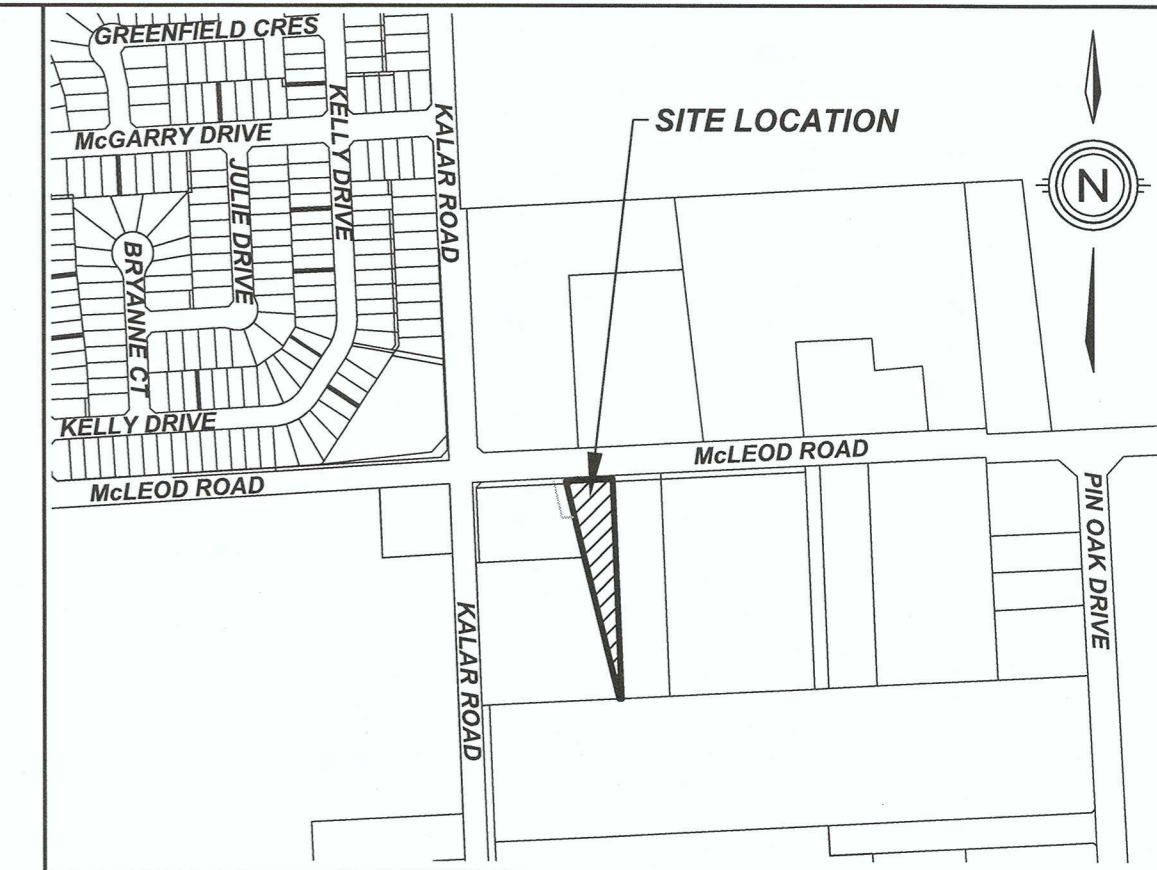 GREENFIELD CRES
McGARRY DRIVE
KELLY DRIVE
KALAR ROAD
JULIE DRIVE
BRYANNE CT
KELLY DRIVE
McLEOD ROAD
SITE LOCATION
N
McLEOD ROAD
PIN OAK DRIVE
KALAR ROAD